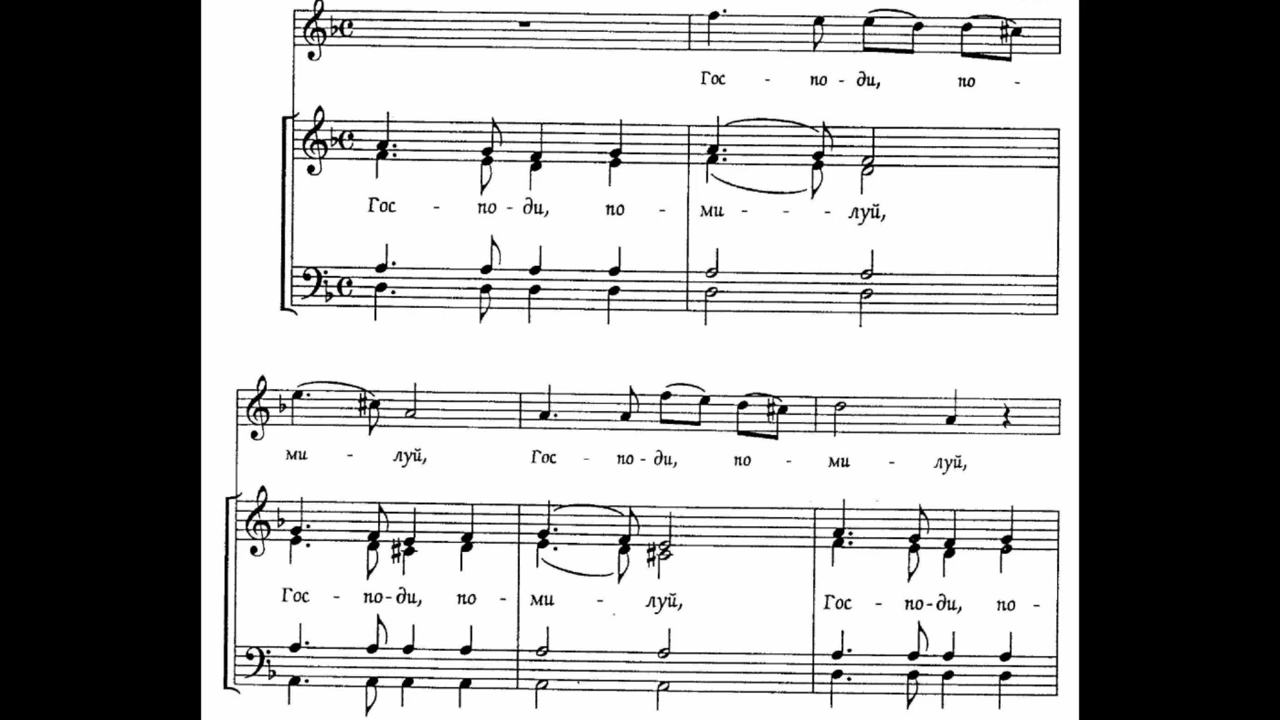 Гос - по - ди, по -
Гос - по - ди, по - ми - - - луй,
ми - луй, Гос - по - ди, по - ми - луй,
Гос - по - ди, по - ми - луй, Гос - по - ди, по -